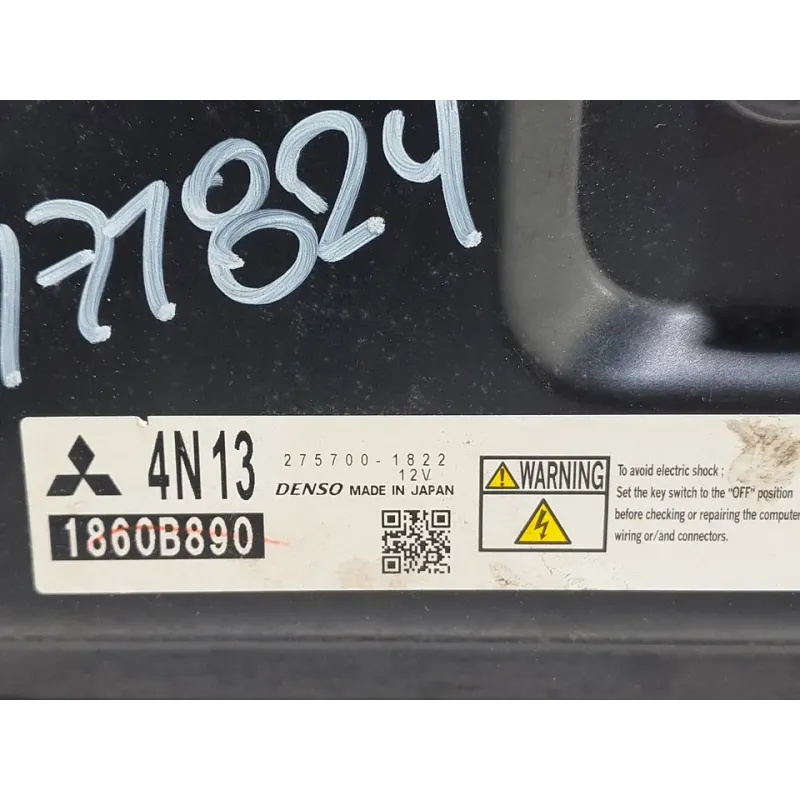 171824
4N13
275700-1822
12V
DENSO MADE IN JAPAN
1860B890
WARNING
To avoid electric shock ;
Set the key switch to the "OFF" position
before checking or repairing the computer
wiring or/and connectors.